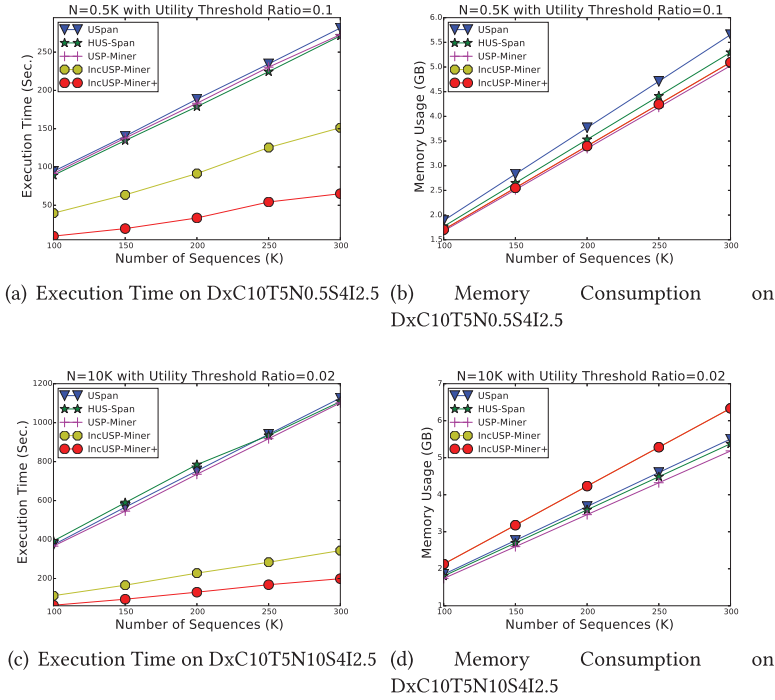 N=0.5K with Utility Threshold Ratio=0.1
Execution Time (Sec.)
250
200
150
100
50
USpan
HUS-Span
USP-Miner
IncUSP-Miner
IncUSP-Miner+
100 150 200 250 300
Number of Sequences (K)
(a) Execution Time on DxC10T5N0.5S4I2.5
N=0.5K with Utility Threshold Ratio=0.1
Memory Usage (GB)
6.0
5.5
5.0
4.5
4.0
3.5
3.0
2.5
2.0
1.5
USpan
HUS-Span
USP-Miner
IncUSP-Miner
IncUSP-Miner+
100 150 200 250 300
Number of Sequences (K)
(b) Memory Consumption on
DxC10T5N0.5S4I2.5
N=10K with Utility Threshold Ratio=0.02
Execution Time (Sec.)
1200
1000
800
600
400
200
USpan
HUS-Span
USP-Miner
IncUSP-Miner
IncUSP-Miner+
100 150 200 250 300
Number of Sequences (K)
(c) Execution Time on DxC10T5N10S4I2.5
N=10K with Utility Threshold Ratio=0.02
Memory Usage (GB)
7
6
5
4
3
2
1
USpan
HUS-Span
USP-Miner
IncUSP-Miner
IncUSP-Miner+
100 150 200 250 300
Number of Sequences (K)
(d) Memory Consumption on
DxC10T5N10S4I2.5